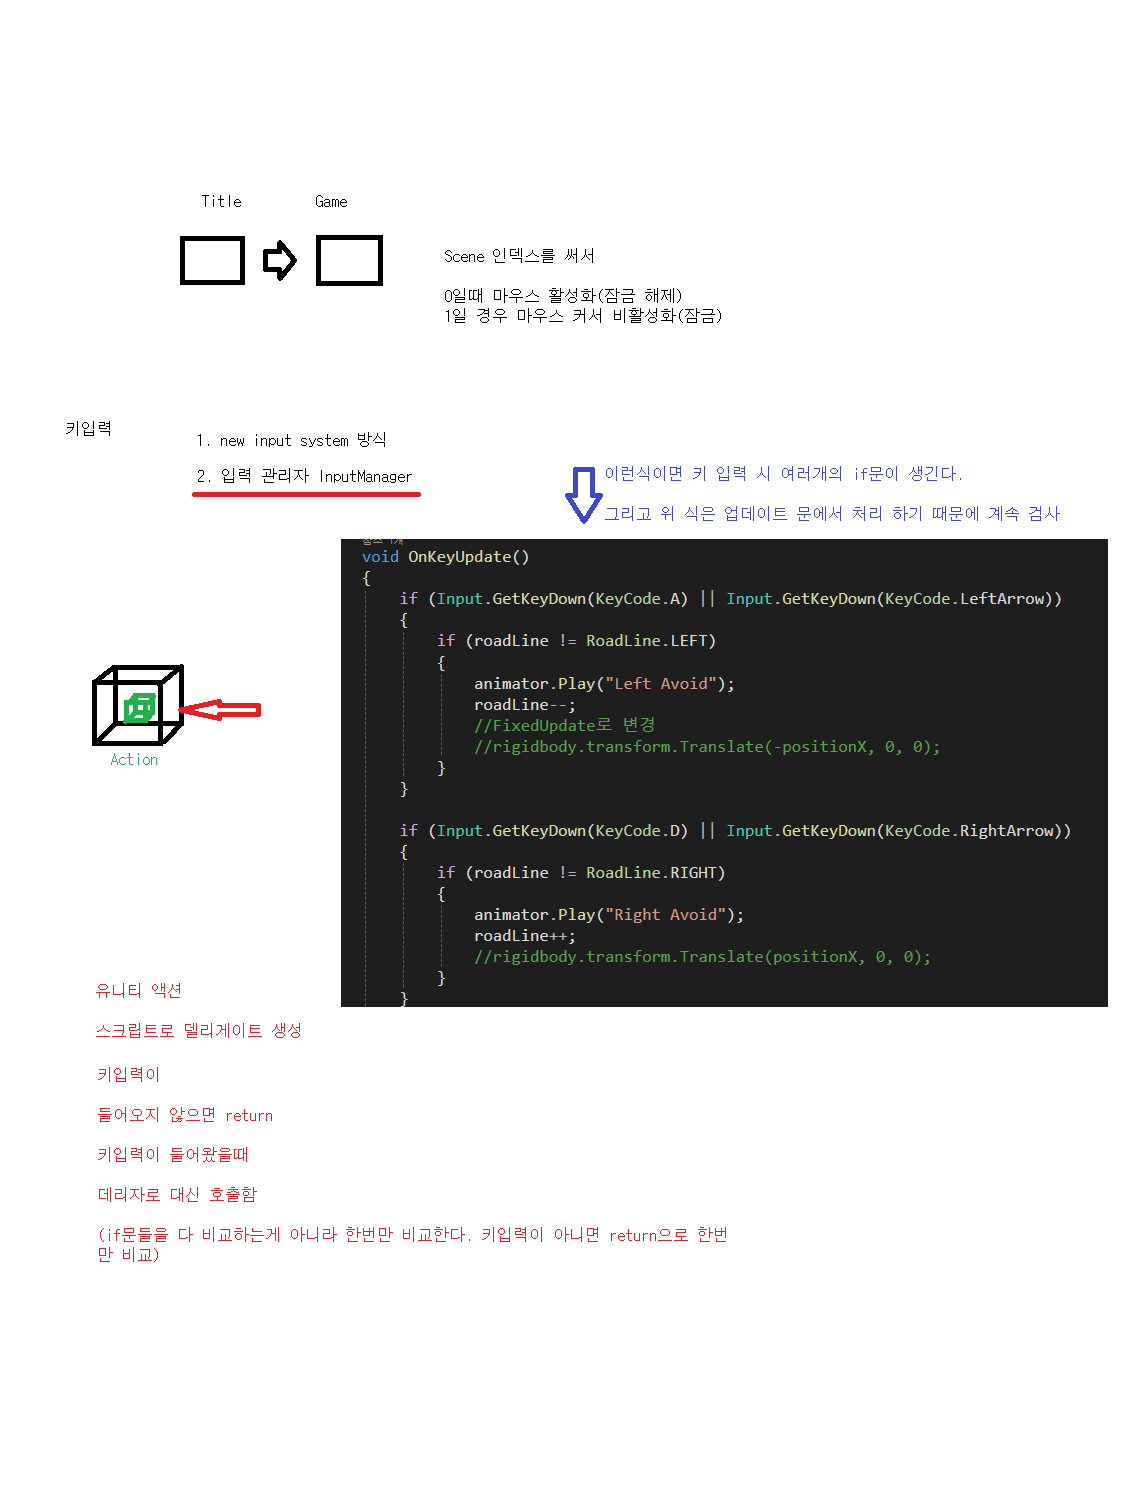 Title
Game
Scene 인덱스를 써서
0일때 마우스 활성화(잠금 해제)
1일 경우 마우스 커서 비활성화(잠금)
키입력
1. new input system 방식
2. 입력 관리자 InputManager
이런식이면 키 입력 시 여러개의 if문이 생긴다.
그리고 위 식은 업데이트 문에서 처리 하기 때문에 계속 검사
void OnKeyUpdate()
{
if (Input.GetKeyDown(KeyCode.A) || Input.GetKeyDown(KeyCode.LeftArrow))
{
if (roadLine != RoadLine.LEFT)
{
animator.Play("Left Avoid");
roadLine--;
//FixedUpdate로 변경
//rigidbody.transform.Translate(-positionX, 0, 0);
}
}
if (Input.GetKeyDown(KeyCode.D) || Input.GetKeyDown(KeyCode.RightArrow))
{
if (roadLine != RoadLine.RIGHT)
{
animator.Play("Right Avoid");
roadLine++;
//rigidbody.transform.Translate(positionX, 0, 0);
}
}
Action
유니티 액션
스크립트로 델리게이트 생성
키입력이
들어오지 않으면 return
키입력이 들어왔을때
데리자로 대신 호출함
(if문들을 다 비교하는게 아니라 한번만 비교한다. 키입력이 아니면 return으로 한번
만 비교)